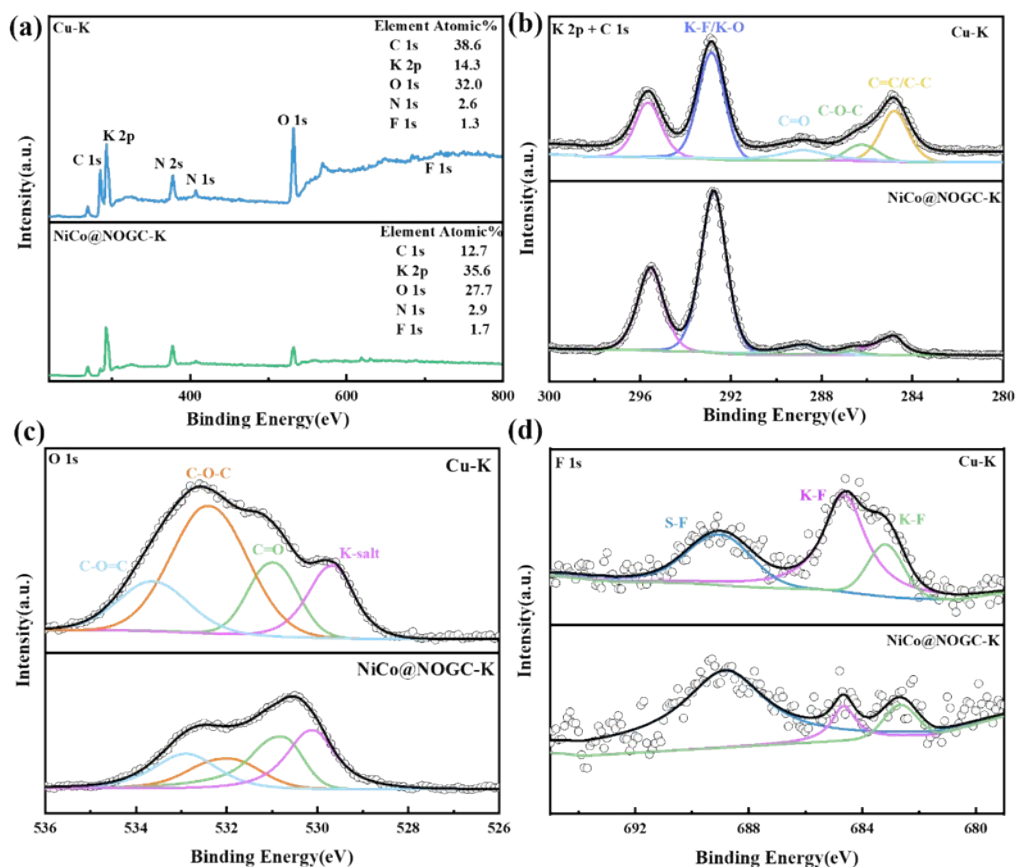 (a)
Cu-K
Element Atomic%
C 1s 38.6
K 2p 14.3
O 1s 32.0
N 1s 2.6
F 1s 1.3
C 1s
K 2p
N 2s
N 1s
O 1s
F 1s
NiCo@NOGC-K
Element Atomic%
C 1s 12.7
K 2p 35.6
O 1s 27.7
N 1s 2.9
F 1s 1.7
Intensity(a.u.)
400 600 800
Binding Energy(eV)
(b)
K 2p + C 1s
K-F/K-O
Cu-K
C=C/C-C
C-O-C
C=O
NiCo@NOGC-K
Intensity(a.u.)
300 296 292 288 284 280
Binding Energy(eV)
(c)
O 1s
Cu-K
C-O-C
C-O=C
C=O
K-salt
NiCo@NOGC-K
Intensity(a.u.)
536 534 532 530 528 526
Binding Energy(eV)
(d)
F 1s
Cu-K
K-F
S-F
K-F
NiCo@NOGC-K
Intensity(a.u.)
692 688 684 680
Binding Energy(eV)